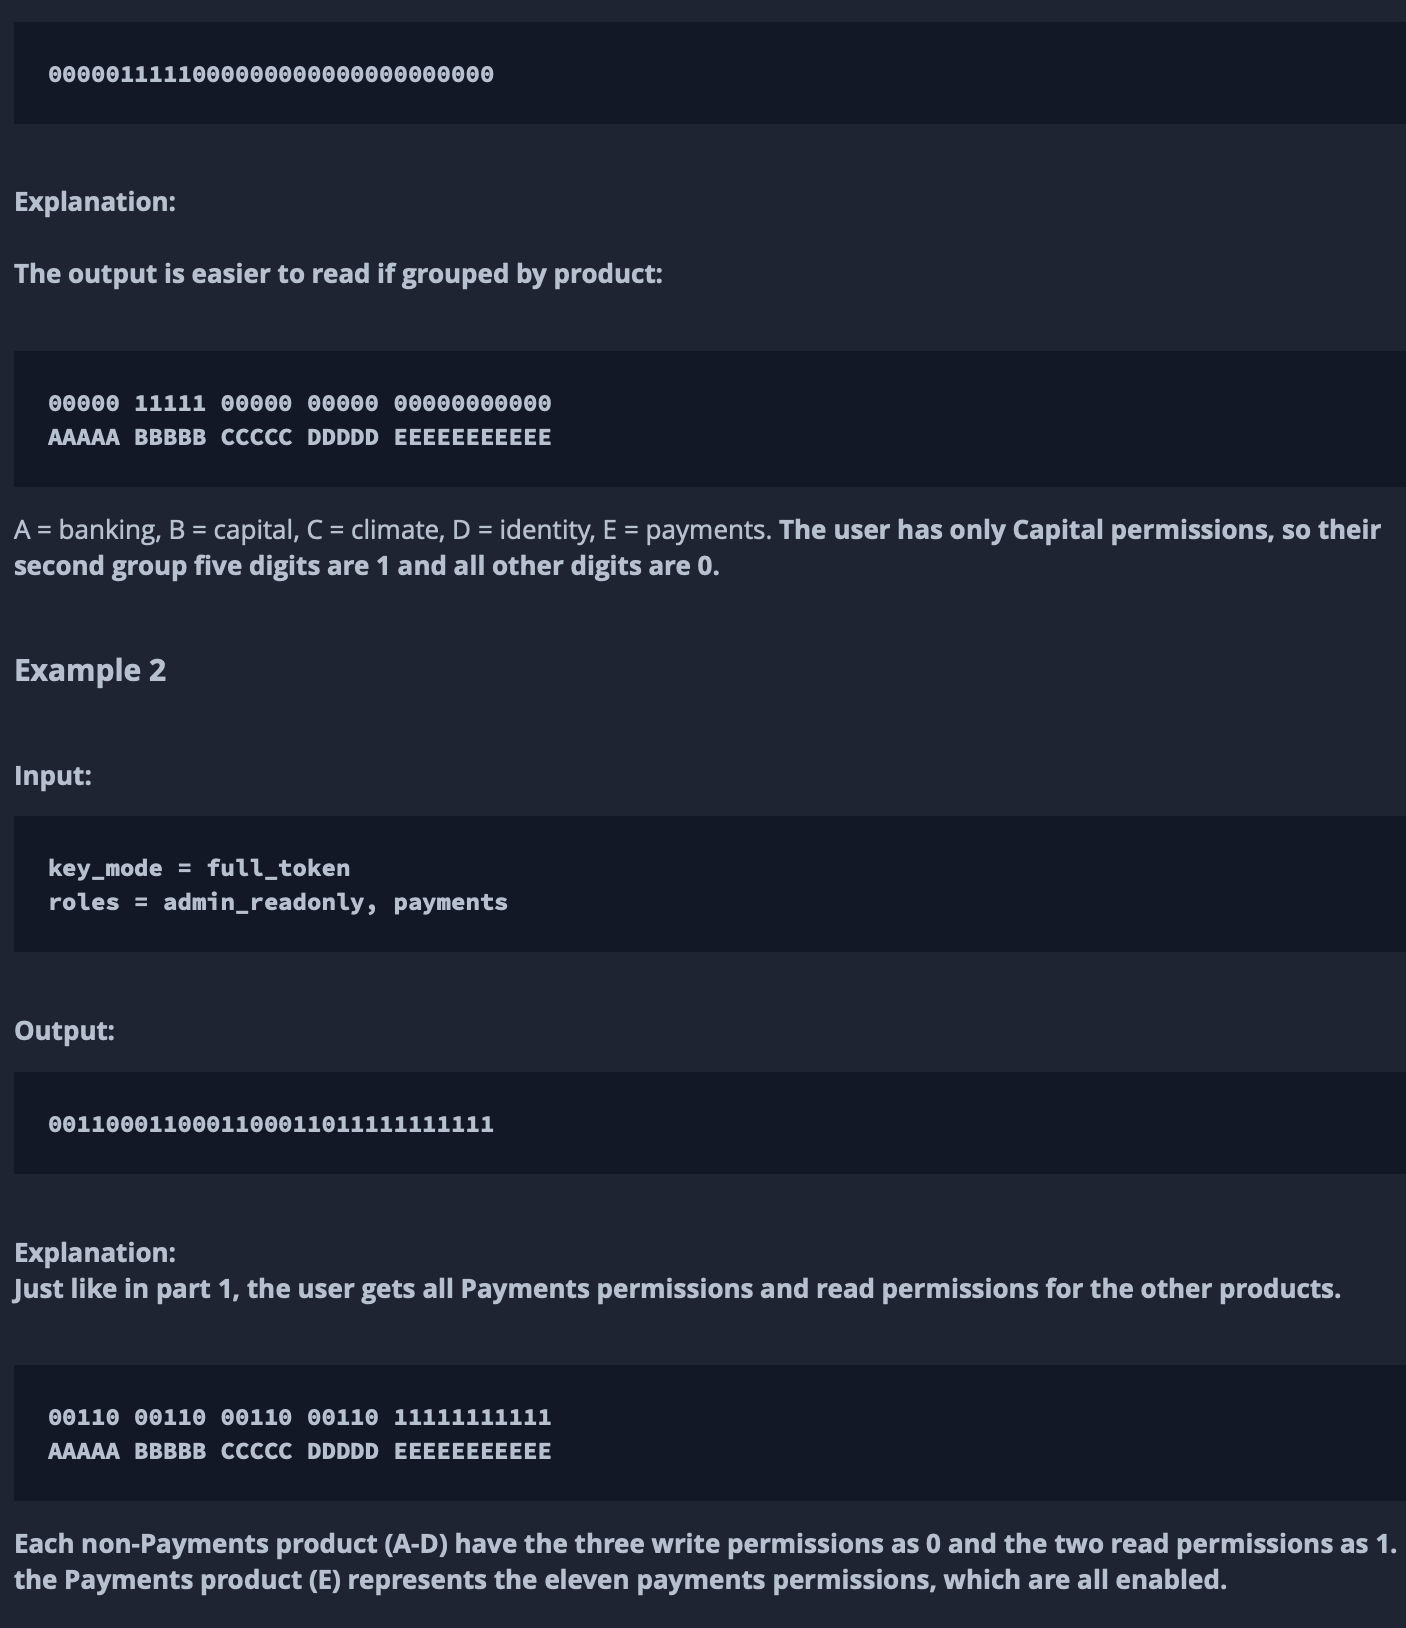 0000011111000000000000000000000
Explanation:
The output is easier to read if grouped by product:
00000 11111 00000 00000 00000000000
AAAAA BBBBB CCCCC DDDDD EEEEEEEEEEE
A = banking, B = capital, C = climate, D = identity, E = payments. The user has only Capital permissions, so their
second group five digits are 1 and all other digits are 0.
Example 2
Input:
key_mode = full_token
roles = admin_readonly, payments
Output:
0011000110001100011011111111111
Explanation:
Just like in part 1, the user gets all Payments permissions and read permissions for the other products.
00110 00110 00110 00110 11111111111
AAAAA BBBBB CCCCC DDDDD EEEEEEEEEEE
Each non-Payments product (A-D) have the three write permissions as 0 and the two read permissions as 1.
the Payments product (E) represents the eleven payments permissions, which are all enabled.